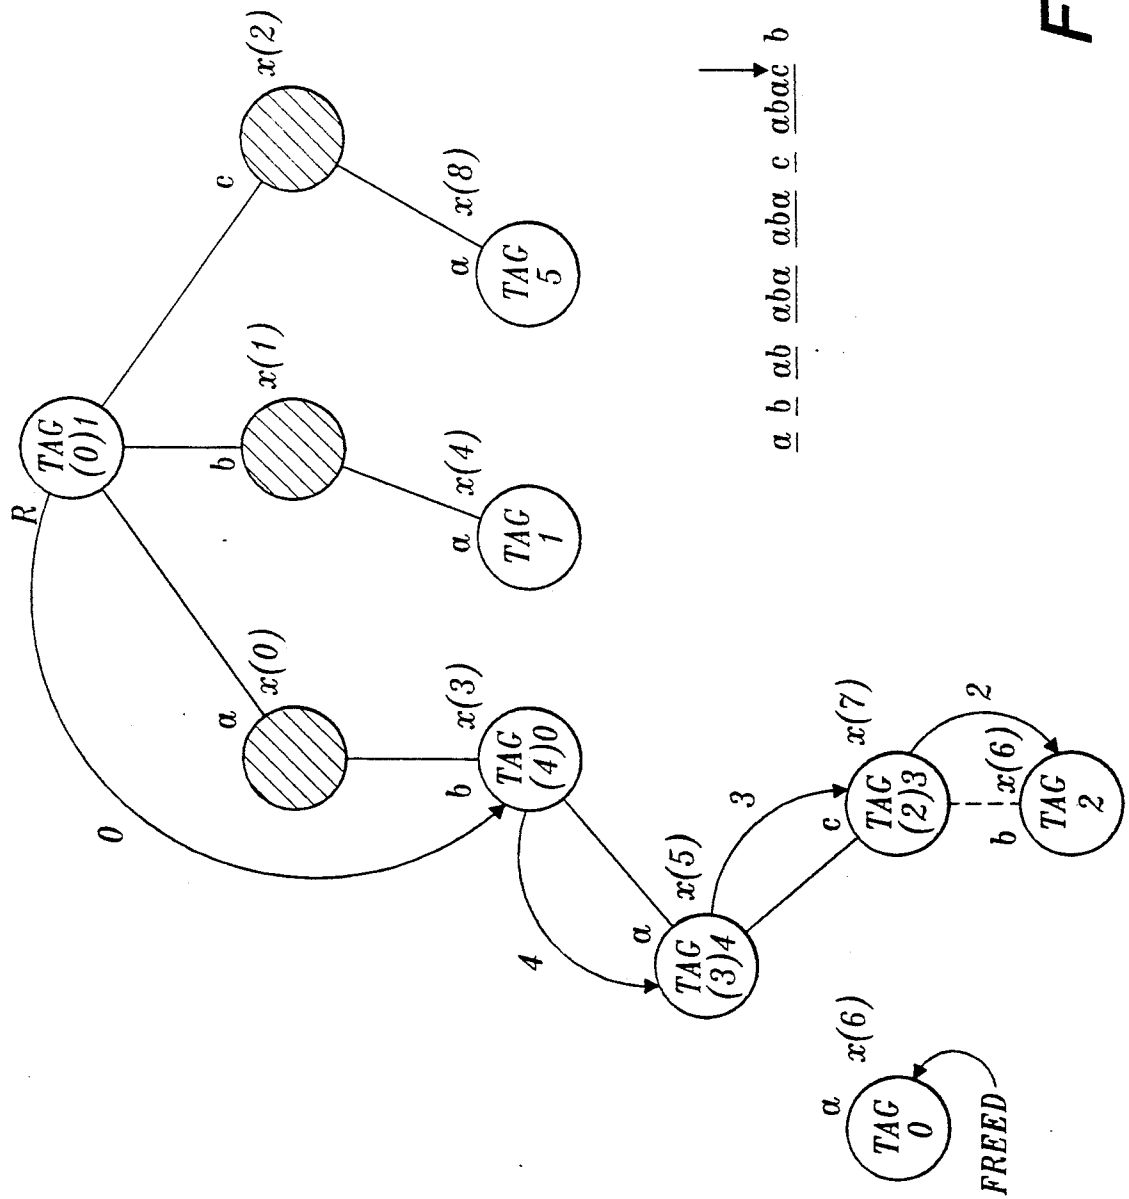 R
TAG
(0)1
0
a
x(0)
b
x(1)
c
x(2)
b
x(3)
TAG
(4)0
a
x(4)
TAG
1
a
x(8)
TAG
5
4
a
x(5)
TAG
(3)4
3
c
x(7)
TAG
(2)3
2
b
x(6)
TAG
2
a
x(6)
TAG
0
FREED
a b ab aba aba c abac b
F